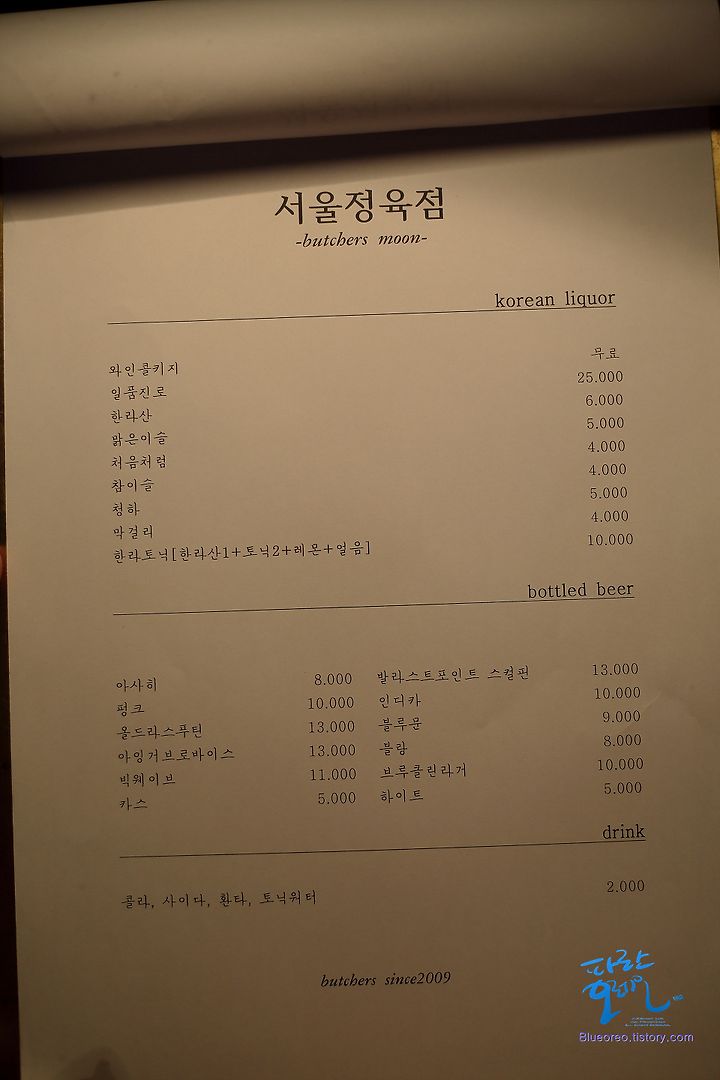 서울정육점
-butchers moon-
korean liquor
와인콜키지 무료
일품진로 25.000
한라산 6.000
맑은이슬 5.000
처음처럼 4.000
참이슬 4.000
청하 5.000
막걸리 4.000
한라토닉[한라산1+토닉2+레몬+얼음] 10.000
bottled beer
아사히 8.000 발라스트포인트 스컬핀 13.000
펑크 10.000 인디카 10.000
올드라스푸틴 13.000 블루문 9.000
아잉거브로바이스 13.000 블랑 8.000
빅웨이브 11.000 브루클린라거 10.000
카스 5.000 하이트 5.000
drink
콜라, 사이다, 환타, 토닉워터 2.000
butchers since2009
파란
오레오
Blueoreo.tistory.com